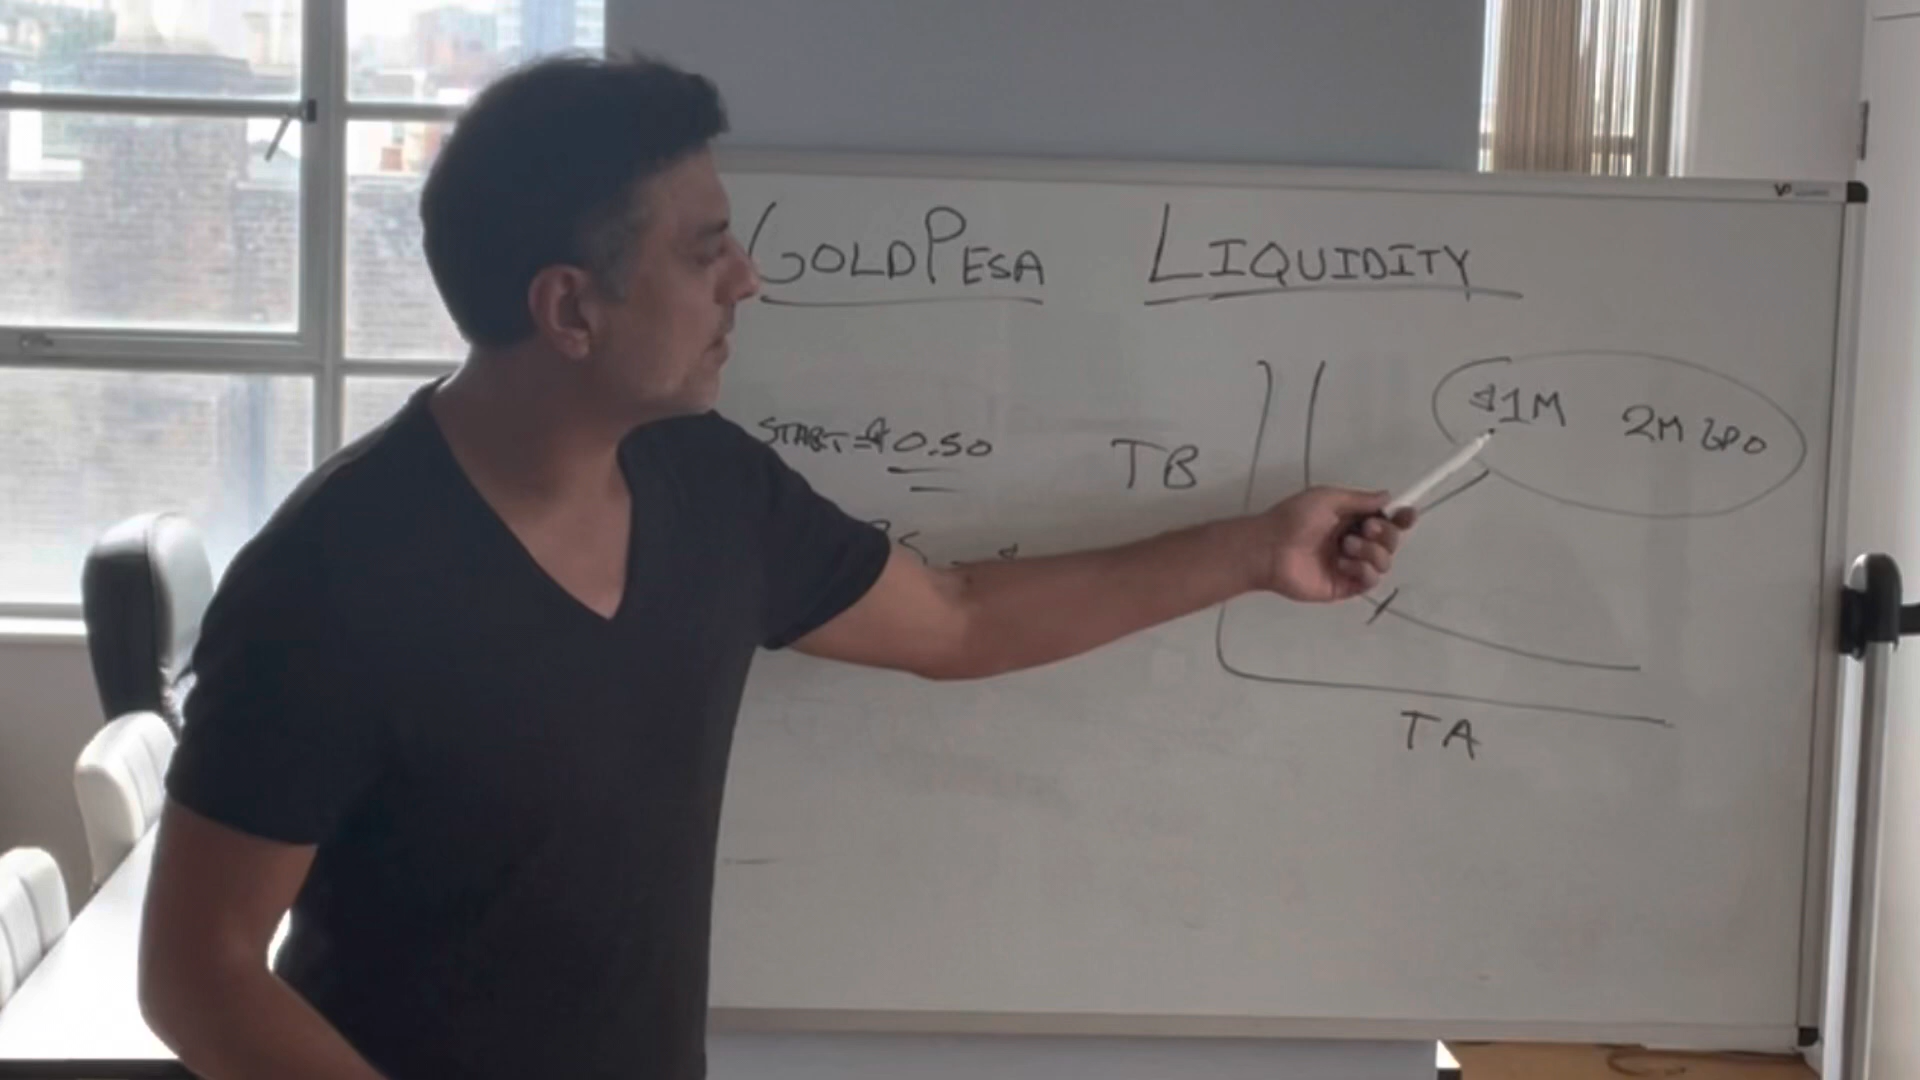 GOLDPESA LIQUIDITY
START = $0.50
TB
$1M 2M GPO
TA